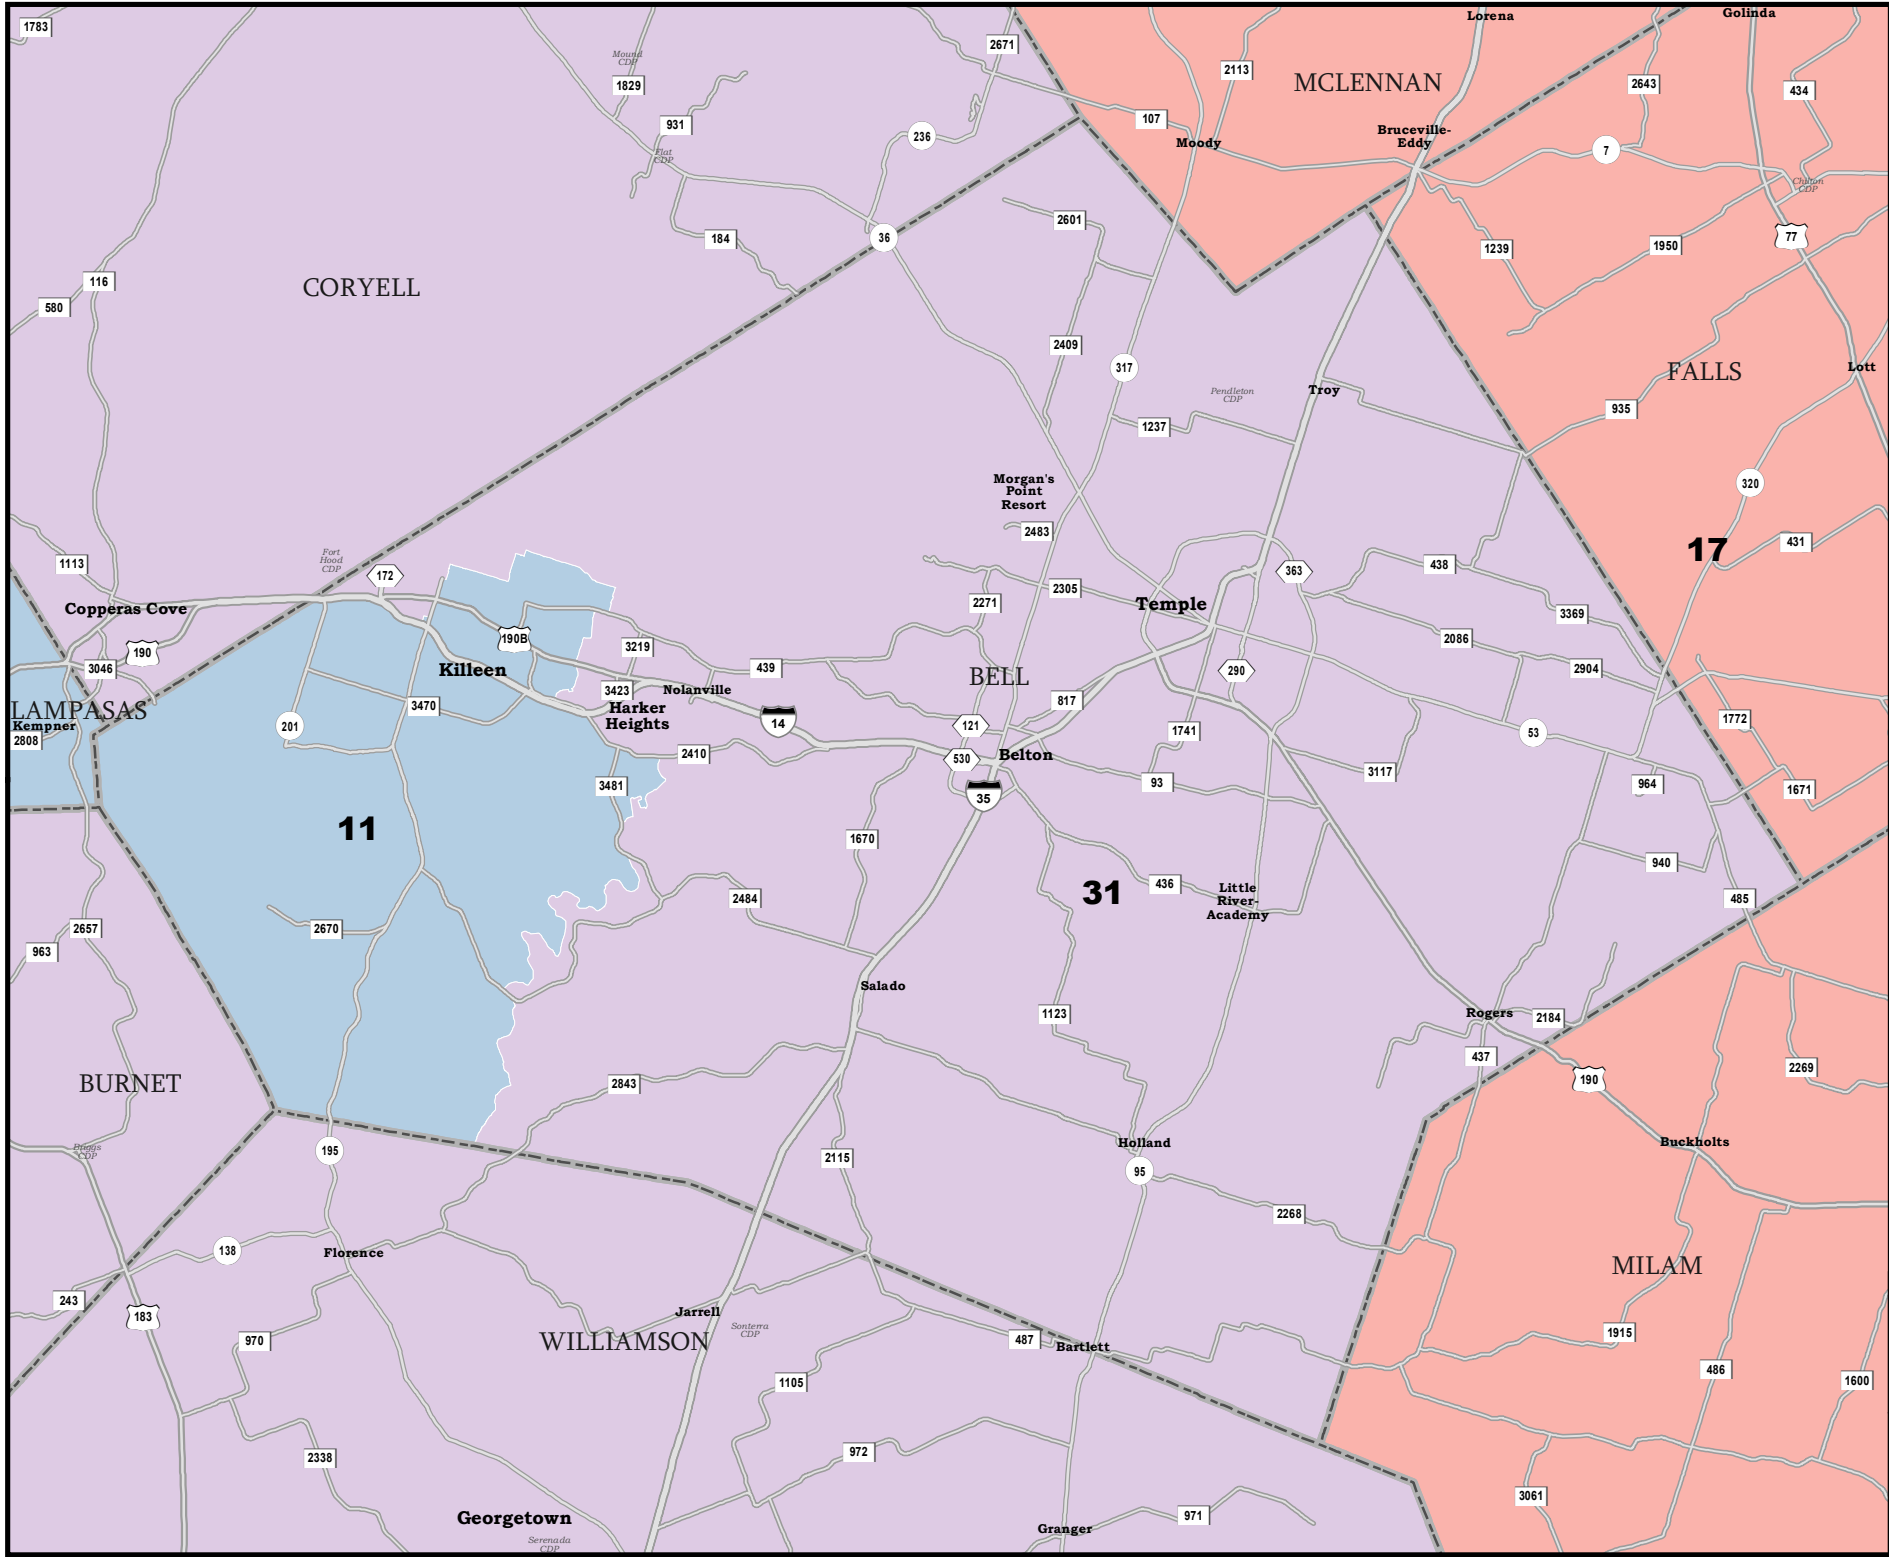 Lorena
Golinda
1783
2671
Mound
CDP
1829
2113
MCLENNAN
2643
434
931
236
107
Moody
Bruceville-
Eddy
7
Flat
CDP
Chilton
CDP
184
36
2601
1239
1950
77
116
580
CORYELL
2409
317
FALLS
Lott
Pendleton
CDP
Troy
935
1237
Morgan's
Point
Resort
320
2483
17
431
Fort
Hood
CDP
1113
172
363
438
2305
2271
Temple
Copperas Cove
3369
190
190B
3219
2086
3046
Killeen
439
BELL
290
2904
3423
Nolanville
LAMPASAS
Kempner
2808
201
3470
Harker
Heights
14
121
817
1772
1741
53
2410
530
Belton
3481
35
93
3117
964
1671
11
1670
940
2484
31
436
Little
River-
Academy
485
2657
2670
963
Salado
1123
Rogers
2184
437
BURNET
2843
190
2269
Briggs
CDP
195
2115
Holland
95
Buckholts
2268
138
Florence
MILAM
243
183
Jarrell
970
WILLIAMSON
Sonterra
CDP
487
Bartlett
1915
1105
486
1600
972
2338
3061
Georgetown
Serenada
CDP
Granger
971